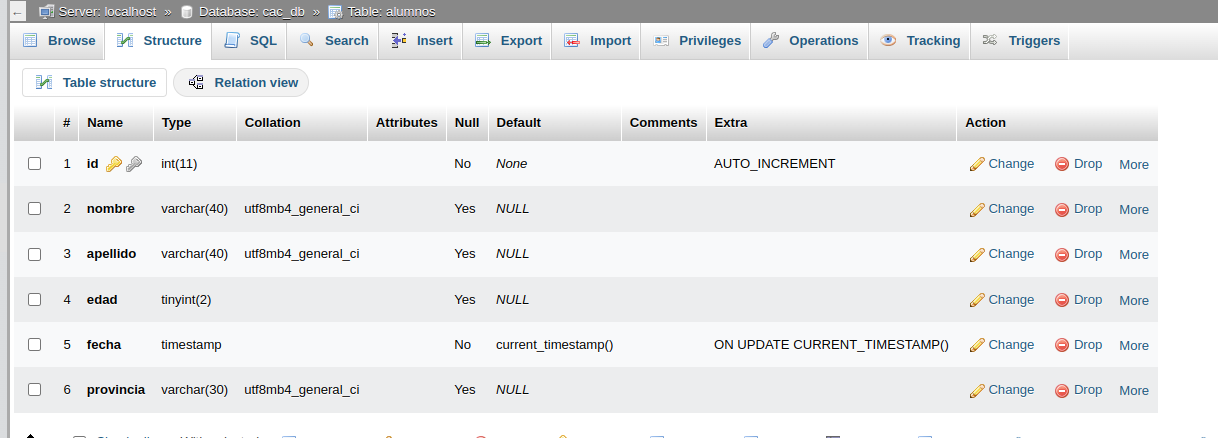 ← Server: localhost » Database: cac_db » Table: alumnos
Browse Structure SQL Search Insert Export Import Privileges Operations Tracking Triggers
Table structure Relation view
# Name Type Collation Attributes Null Default Comments Extra Action
1 id int(11) No None AUTO_INCREMENT Change Drop More
2 nombre varchar(40) utf8mb4_general_ci Yes NULL Change Drop More
3 apellido varchar(40) utf8mb4_general_ci Yes NULL Change Drop More
4 edad tinyint(2) Yes NULL Change Drop More
5 fecha timestamp No current_timestamp() ON UPDATE CURRENT_TIMESTAMP() Change Drop More
6 provincia varchar(30) utf8mb4_general_ci Yes NULL Change Drop More